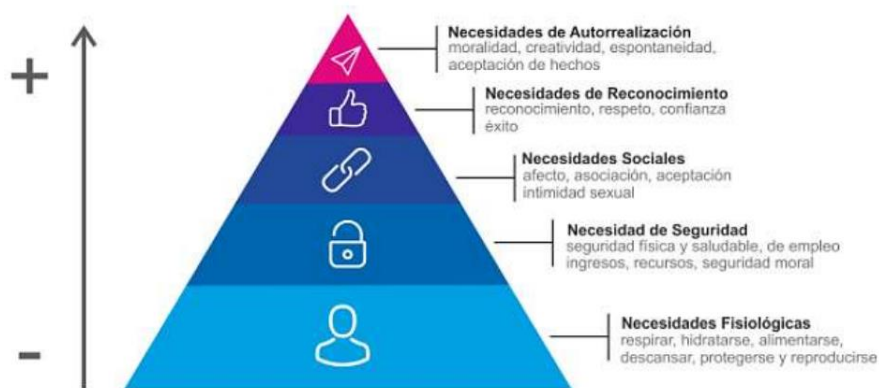 +
Necesidades de Autorrealización
moralidad, creatividad, espontaneidad,
aceptación de hechos
Necesidades de Reconocimiento
reconocimiento, respeto, confianza
éxito
Necesidades Sociales
afecto, asociación, aceptación
intimidad sexual
Necesidad de Seguridad
seguridad física y saludable, de empleo
ingresos, recursos, seguridad moral
Necesidades Fisiológicas
respirar, hidratarse, alimentarse,
descansar, protegerse y reproducirse
-